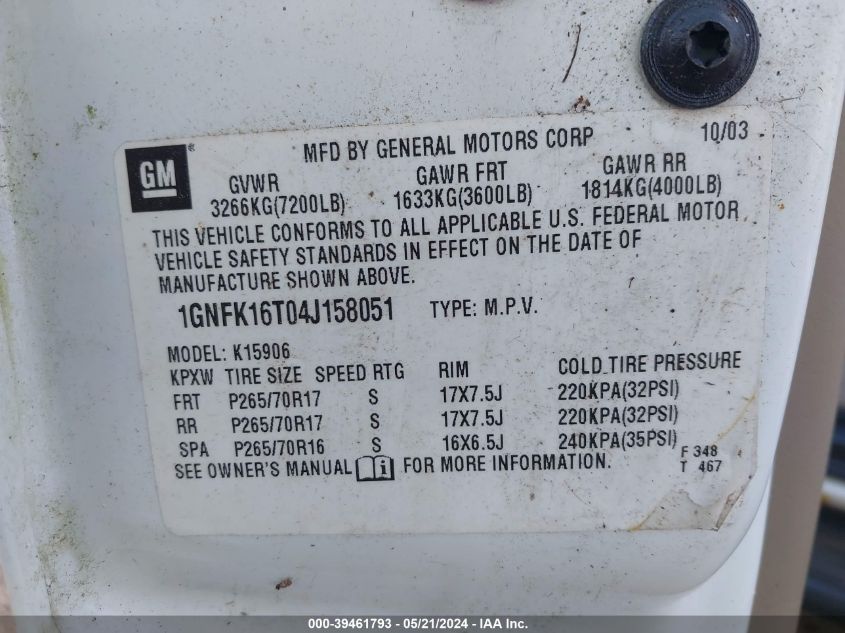 MFD BY GENERAL MOTORS CORP 10/03
GM
GVWR GAWR FRT GAWR RR
3266KG(7200LB) 1633KG(3600LB) 1814KG(4000LB)
THIS VEHICLE CONFORMS TO ALL APPLICABLE U.S. FEDERAL MOTOR
VEHICLE SAFETY STANDARDS IN EFFECT ON THE DATE OF
MANUFACTURE SHOWN ABOVE.
1GNFK16T04J158051 TYPE: M.P.V.
MODEL: K15906
KPXW TIRE SIZE SPEED RTG RIM COLD TIRE PRESSURE
FRT P265/70R17 S 17X7.5J 220KPA(32PSI)
RR P265/70R17 S 17X7.5J 220KPA(32PSI)
SPA P265/70R16 S 16X6.5J 240KPA(35PSI)
SEE OWNER'S MANUAL i FOR MORE INFORMATION.
F 348
T 467
000-39461793 - 05/21/2024 - IAA Inc.